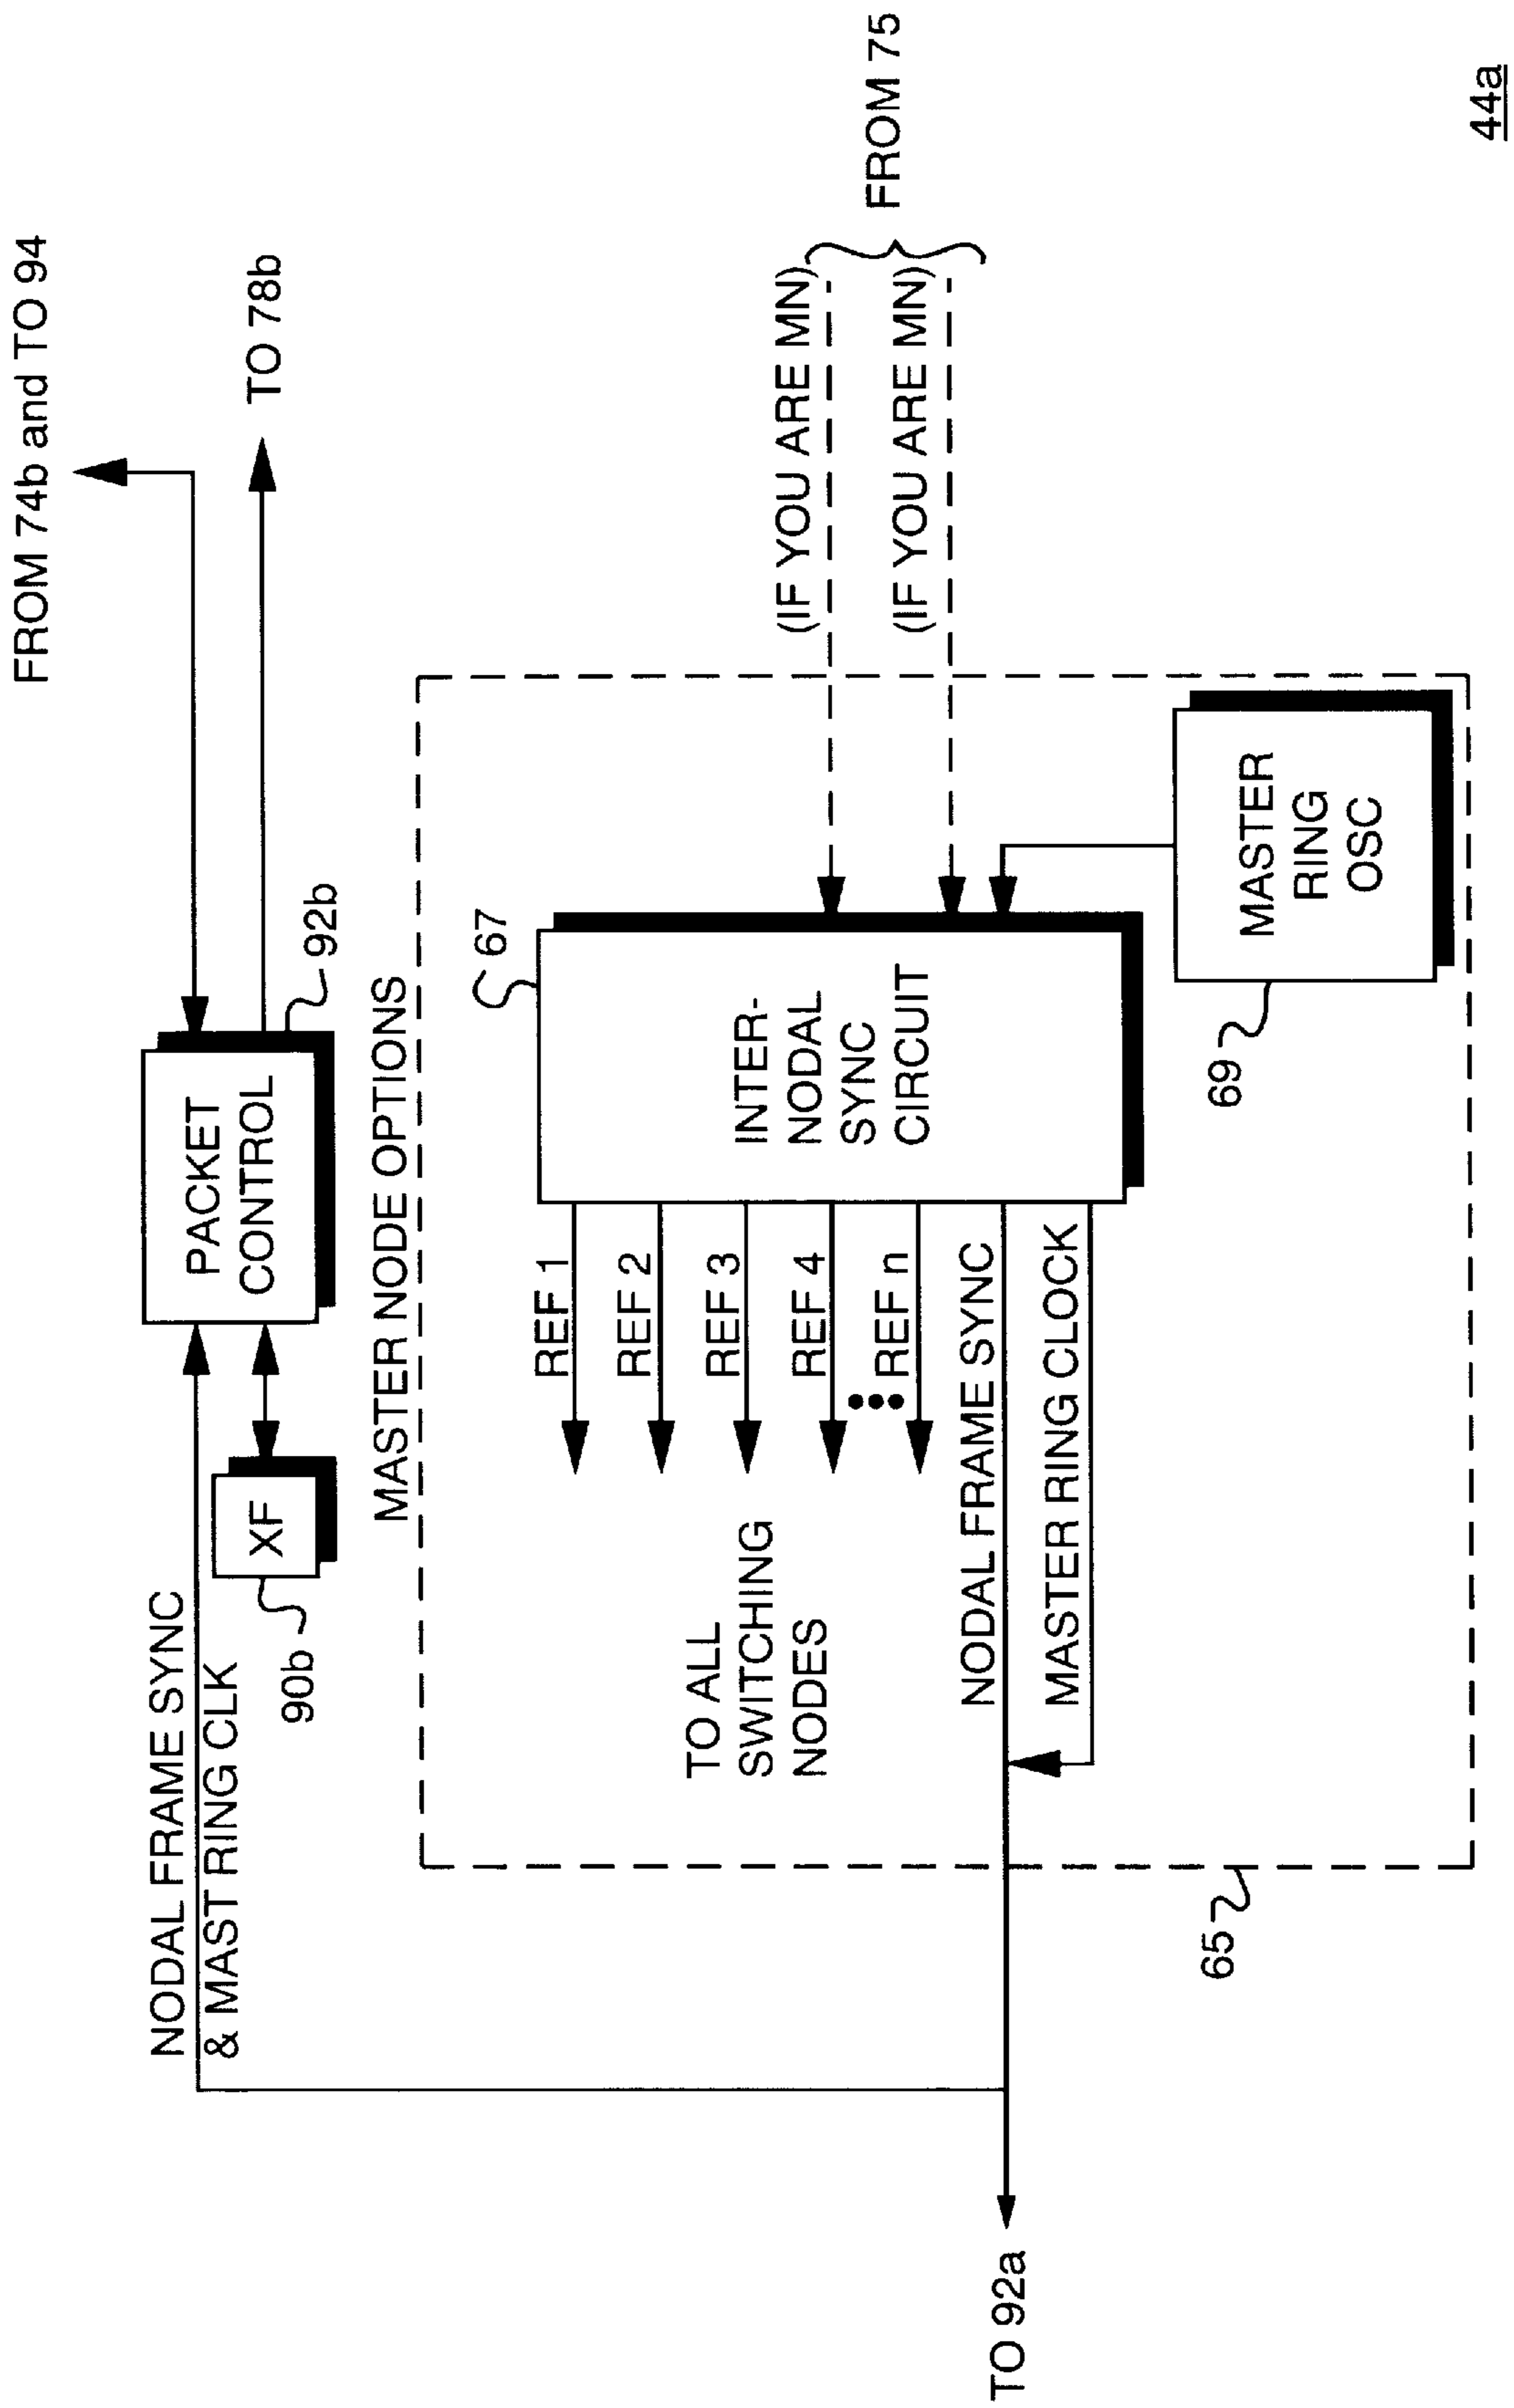 FROM 74b and TO 94
TO 78b
NODAL FRAME SYNC
& MAST RING CLK
XF
90b
PACKET
CONTROL
92b
MASTER NODE OPTIONS
67
REF 1
REF 2
REF 3
REF 4
REF n
TO ALL
SWITCHING
NODES
INTER-
NODAL
SYNC
CIRCUIT
(IF YOU ARE MN)
(IF YOU ARE MN)
FROM 75
NODAL FRAME SYNC
MASTER RING CLOCK
TO 92a
65
69
MASTER
RING
OSC
44a